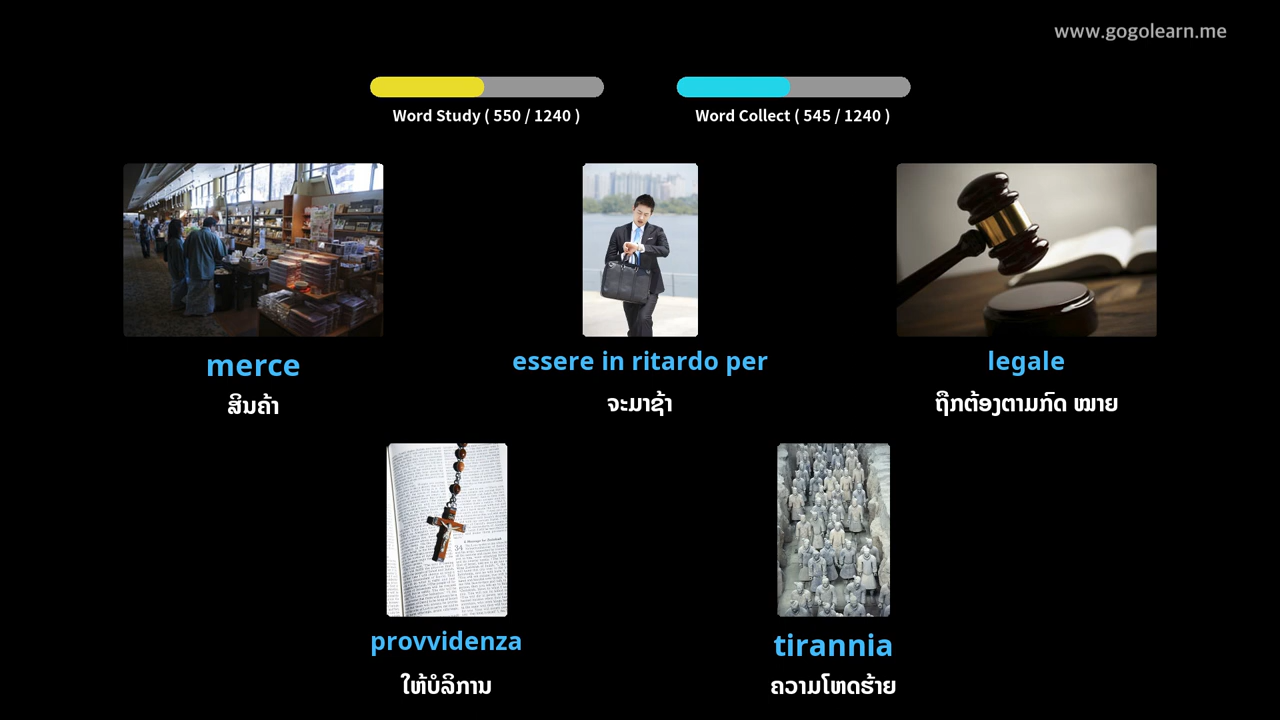 www.gogolearn.me
Word Study ( 550 / 1240 )
Word Collect ( 545 / 1240 )
merce
ສິນຄ້າ
essere in ritardo per
ຈະມາຊ້າ
legale
ຖືກຕ້ອງຕາມກົດ ໝາຍ
34
provvidenza
ໃຫ້ບໍລິການ
tirannia
ຄວາມໂຫດຮ້າຍ